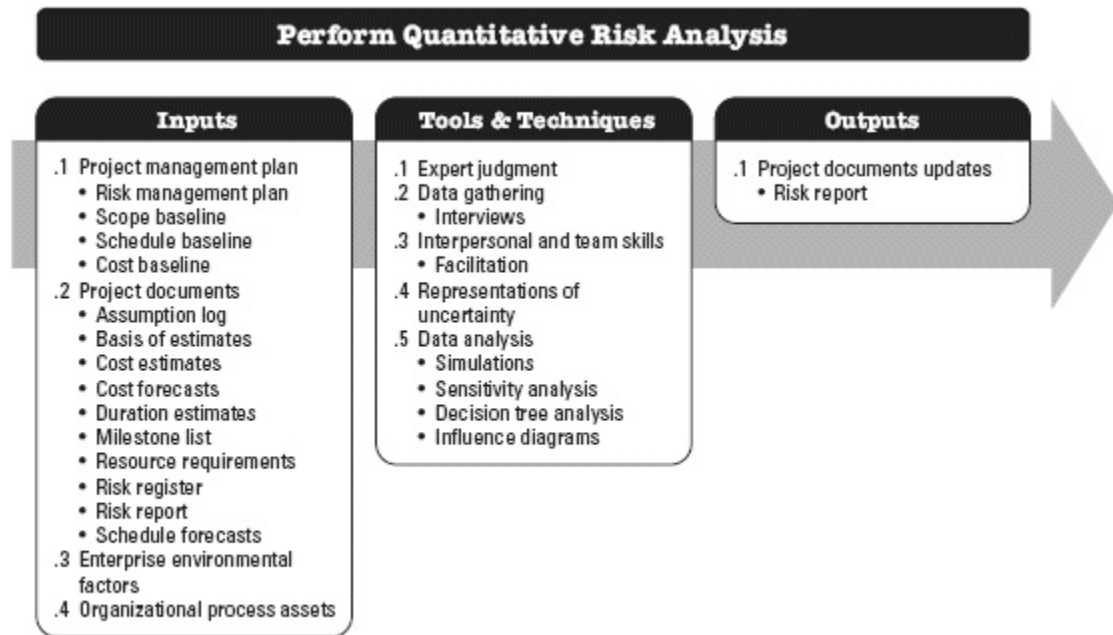 Perform Quantitative Risk Analysis
Inputs
.1 Project management plan
• Risk management plan
• Scope baseline
• Schedule baseline
• Cost baseline
.2 Project documents
• Assumption log
• Basis of estimates
• Cost estimates
• Cost forecasts
• Duration estimates
• Milestone list
• Resource requirements
• Risk register
• Risk report
• Schedule forecasts
.3 Enterprise environmental
factors
.4 Organizational process assets
Tools & Techniques
.1 Expert judgment
.2 Data gathering
• Interviews
.3 Interpersonal and team skills
• Facilitation
.4 Representations of
uncertainty
.5 Data analysis
• Simulations
• Sensitivity analysis
• Decision tree analysis
• Influence diagrams
Outputs
.1 Project documents updates
• Risk report